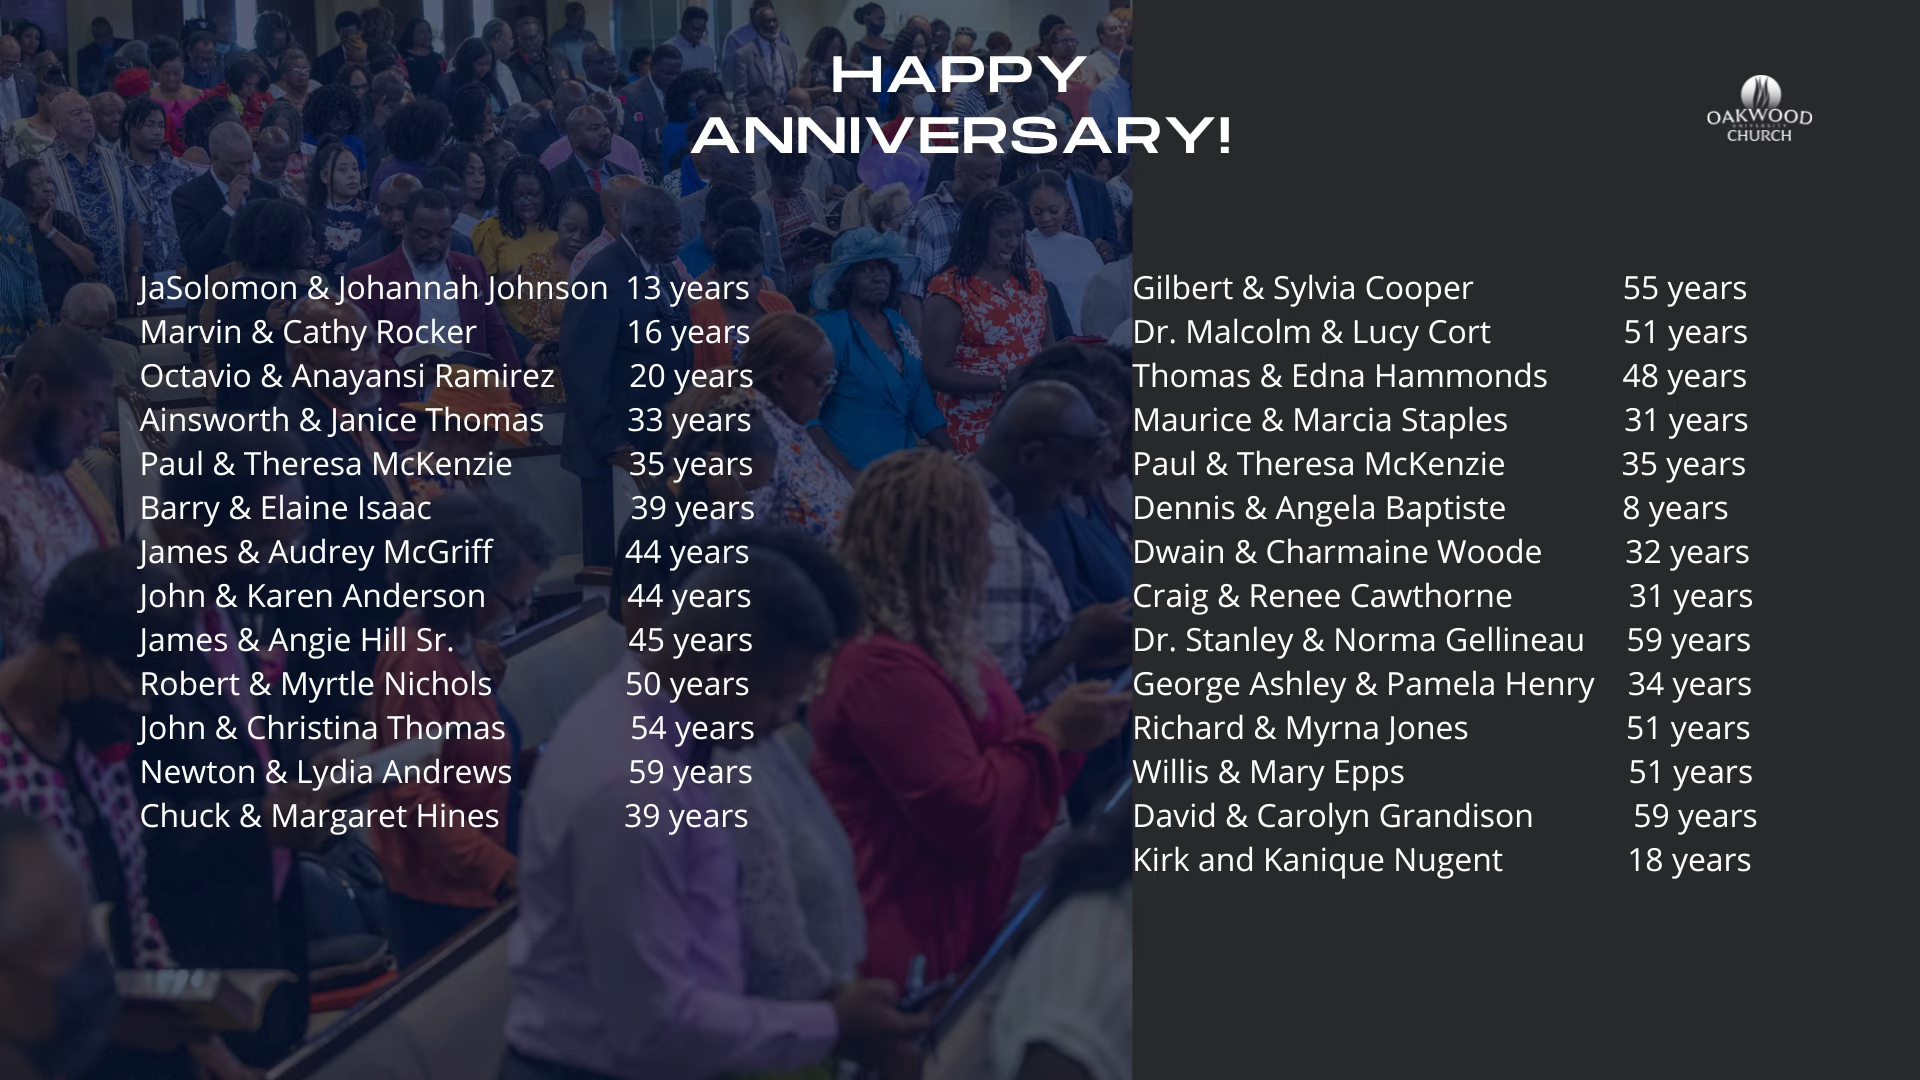 HAPPY
ANNIVERSARY!
OAKWOOD
UNIVERSITY
CHURCH
JaSolomon & Johannah Johnson 13 years
Marvin & Cathy Rocker 16 years
Octavio & Anayansi Ramirez 20 years
Ainsworth & Janice Thomas 33 years
Paul & Theresa McKenzie 35 years
Barry & Elaine Isaac 39 years
James & Audrey McGriff 44 years
John & Karen Anderson 44 years
James & Angie Hill Sr. 45 years
Robert & Myrtle Nichols 50 years
John & Christina Thomas 54 years
Newton & Lydia Andrews 59 years
Chuck & Margaret Hines 39 years
Gilbert & Sylvia Cooper 55 years
Dr. Malcolm & Lucy Cort 51 years
Thomas & Edna Hammonds 48 years
Maurice & Marcia Staples 31 years
Paul & Theresa McKenzie 35 years
Dennis & Angela Baptiste 8 years
Dwain & Charmaine Woode 32 years
Craig & Renee Cawthorne 31 years
Dr. Stanley & Norma Gellineau 59 years
George Ashley & Pamela Henry 34 years
Richard & Myrna Jones 51 years
Willis & Mary Epps 51 years
David & Carolyn Grandison 59 years
Kirk and Kanique Nugent 18 years